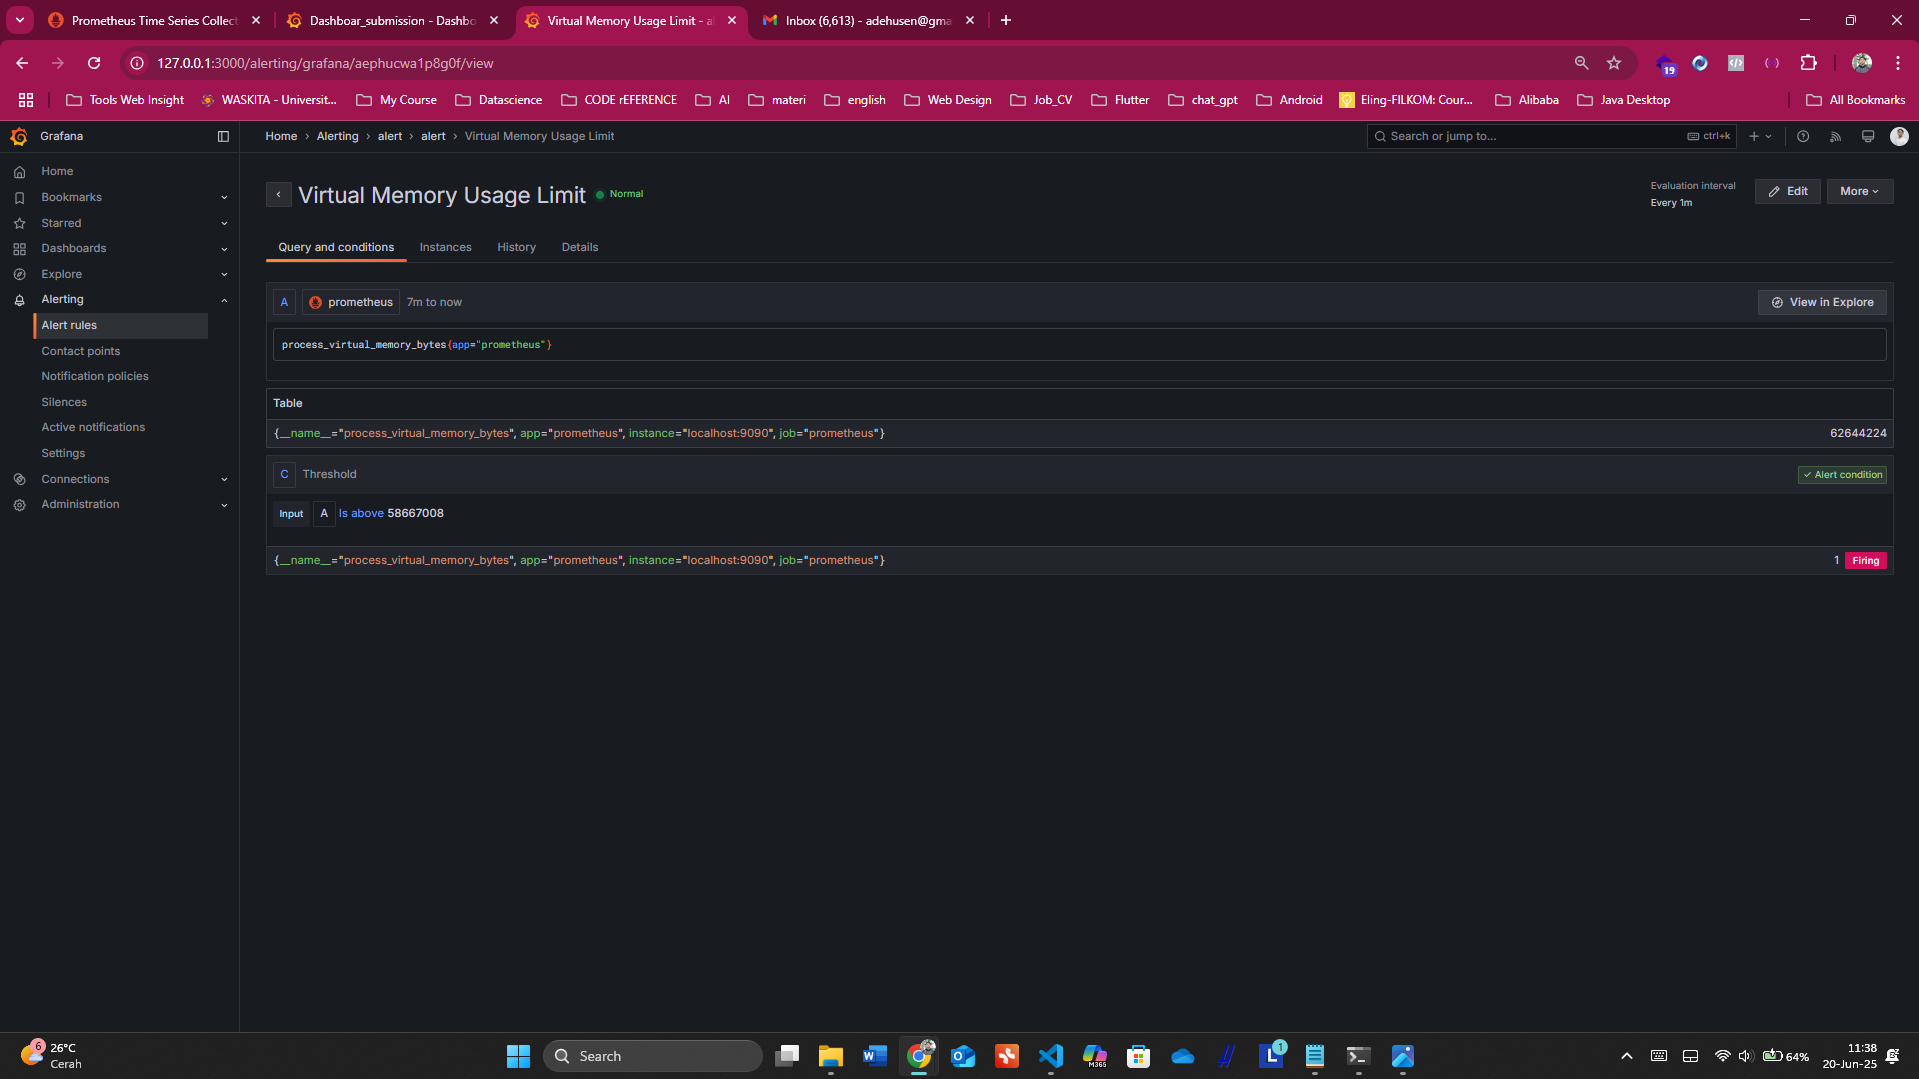 Prometheus Time Series Collect
Dashboar_submission - Dashbo
Virtual Memory Usage Limit - al
Inbox (6,613) - adehusen@gma
127.0.0.1:3000/alerting/grafana/aephucwa1p8g0f/view
19
Tools Web Insight
WASKITA - Universit...
My Course
Datascience
CODE rEFERENCE
AI
materi
english
Web Design
Job_CV
Flutter
chat_gpt
Android
Eling-FILKOM: Cour...
Alibaba
Java Desktop
All Bookmarks
Grafana
Home › Alerting › alert › alert › Virtual Memory Usage Limit
Search or jump to...
ctrl+k
Home
Bookmarks
Starred
Dashboards
Explore
Alerting
Alert rules
Contact points
Notification policies
Silences
Active notifications
Settings
Connections
Administration
Virtual Memory Usage Limit
Normal
Evaluation interval
Every 1m
Edit
More
Query and conditions
Instances
History
Details
A
prometheus
7m to now
View in Explore
process_virtual_memory_bytes{app="prometheus"}
Table
{__name__="process_virtual_memory_bytes", app="prometheus", instance="localhost:9090", job="prometheus"}
62644224
C
Threshold
Alert condition
Input A Is above 58667008
{__name__="process_virtual_memory_bytes", app="prometheus", instance="localhost:9090", job="prometheus"}
1 Firing
6
26°C
Cerah
Search
M365
L
1
64%
11:38
20-Jun-25